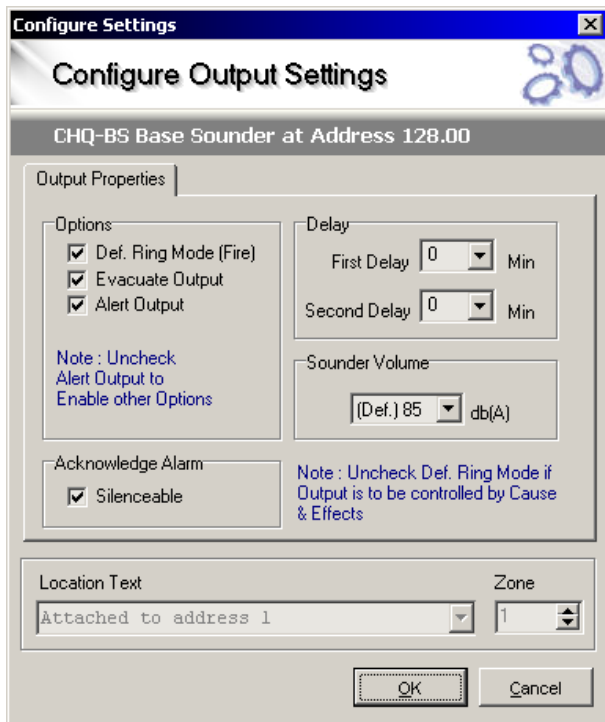 Configure Settings
Configure Output Settings
CHQ-BS Base Sounder at Address 128.00
Output Properties
Options
Def. Ring Mode (Fire)
Evacuate Output
Alert Output
Note : Uncheck
Alert Output to
Enable other Options
Delay
First Delay 0 Min
Second Delay 0 Min
Sounder Volume
(Def.) 85 db(A)
Acknowledge Alarm
Silenceable
Note : Uncheck Def. Ring Mode if
Output is to be controlled by Cause
& Effects
Location Text
Attached to address 1
Zone
1
OK
Cancel